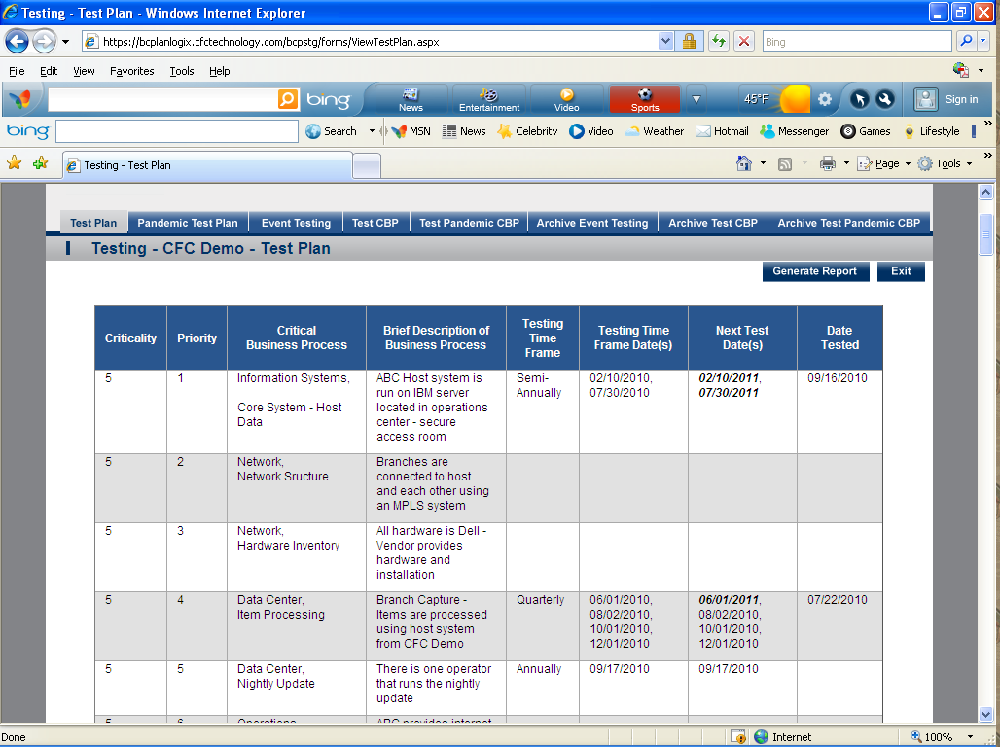 Testing - Test Plan - Windows Internet Explorer
https://bcplanlogix.cfctechnology.com/bcpstg/forms/ViewTestPlan.aspx
Bing
File Edit View Favorites Tools Help
bing News Entertainment Video Sports 45°F Sign in
bing Search MSN News Celebrity Video Weather Hotmail Messenger Games Lifestyle
Testing - Test Plan
Page Tools
Test Plan Pandemic Test Plan Event Testing Test CBP Test Pandemic CBP Archive Event Testing Archive Test CBP Archive Test Pandemic CBP
Testing - CFC Demo - Test Plan
Generate Report Exit
Criticality
Priority
Critical
Business Process
Brief Description of
Business Process
Testing
Time
Frame
Testing Time
Frame Date(s)
Next Test
Date(s)
Date
Tested
5
1
Information Systems,
Core System - Host
Data
ABC Host system is
run on IBM server
located in operations
center - secure
access room
Semi-
Annually
02/10/2010,
07/30/2010
02/10/2011,
07/30/2011
09/16/2010
5
2
Network,
Network Sructure
Branches are
connected to host
and each other using
an MPLS system
5
3
Network,
Hardware Inventory
All hardware is Dell -
Vendor provides
hardware and
installation
5
4
Data Center,
Item Processing
Branch Capture -
Items are processed
using host system
from CFC Demo
Quarterly
06/01/2010,
08/02/2010,
10/01/2010,
12/01/2010
06/01/2011,
08/02/2010,
10/01/2010,
12/01/2010
07/22/2010
5
5
Data Center,
Nightly Update
There is one operator
that runs the nightly
update
Annually
09/17/2010
09/17/2010
5
6
Operations
ABC provides internet
Done
Internet
100%